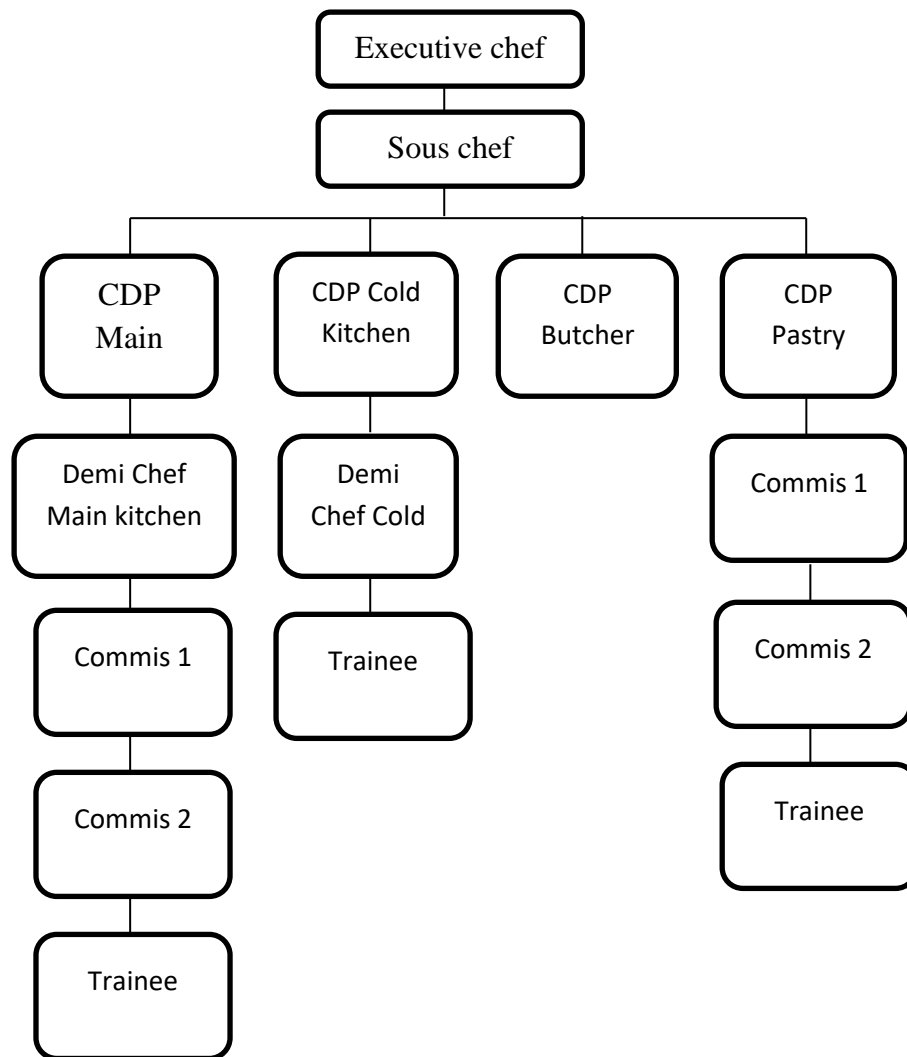 Executive chef
Sous chef
CDP
Main
CDP Cold
Kitchen
CDP
Butcher
CDP
Pastry
Demi Chef
Main kitchen
Demi
Chef Cold
Commis 1
Commis 1
Trainee
Commis 2
Commis 2
Trainee
Trainee